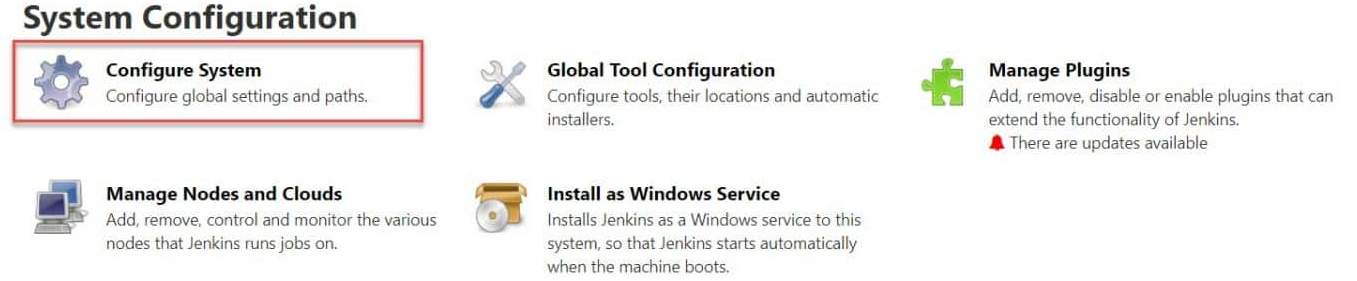 System Configuration
Configure System
Configure global settings and paths.
Global Tool Configuration
Configure tools, their locations and automatic
installers.
Manage Plugins
Add, remove, disable or enable plugins that can
extend the functionality of Jenkins.
There are updates available
Manage Nodes and Clouds
Add, remove, control and monitor the various
nodes that Jenkins runs jobs on.
Install as Windows Service
Installs Jenkins as a Windows service to this
system, so that Jenkins starts automatically
when the machine boots.